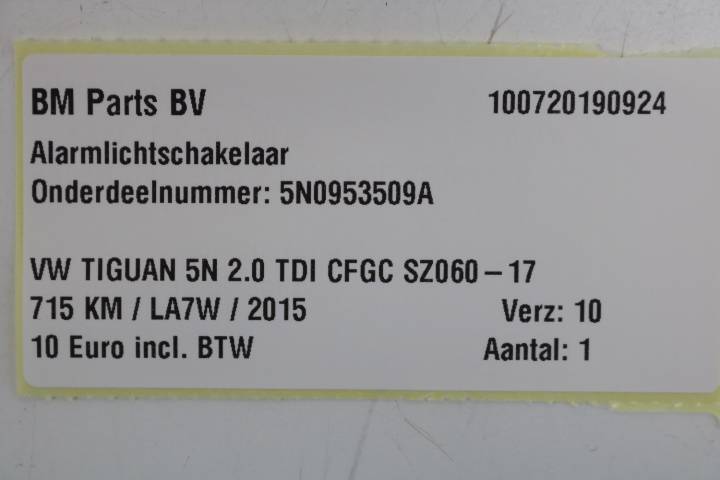 BM Parts BV 100720190924
Alarmlichtschakelaar
Onderdeelnummer: 5N0953509A
VW TIGUAN 5N 2.0 TDI CFGC SZ060-17
715 KM / LA7W / 2015 Verz: 10
10 Euro incl. BTW Aantal: 1